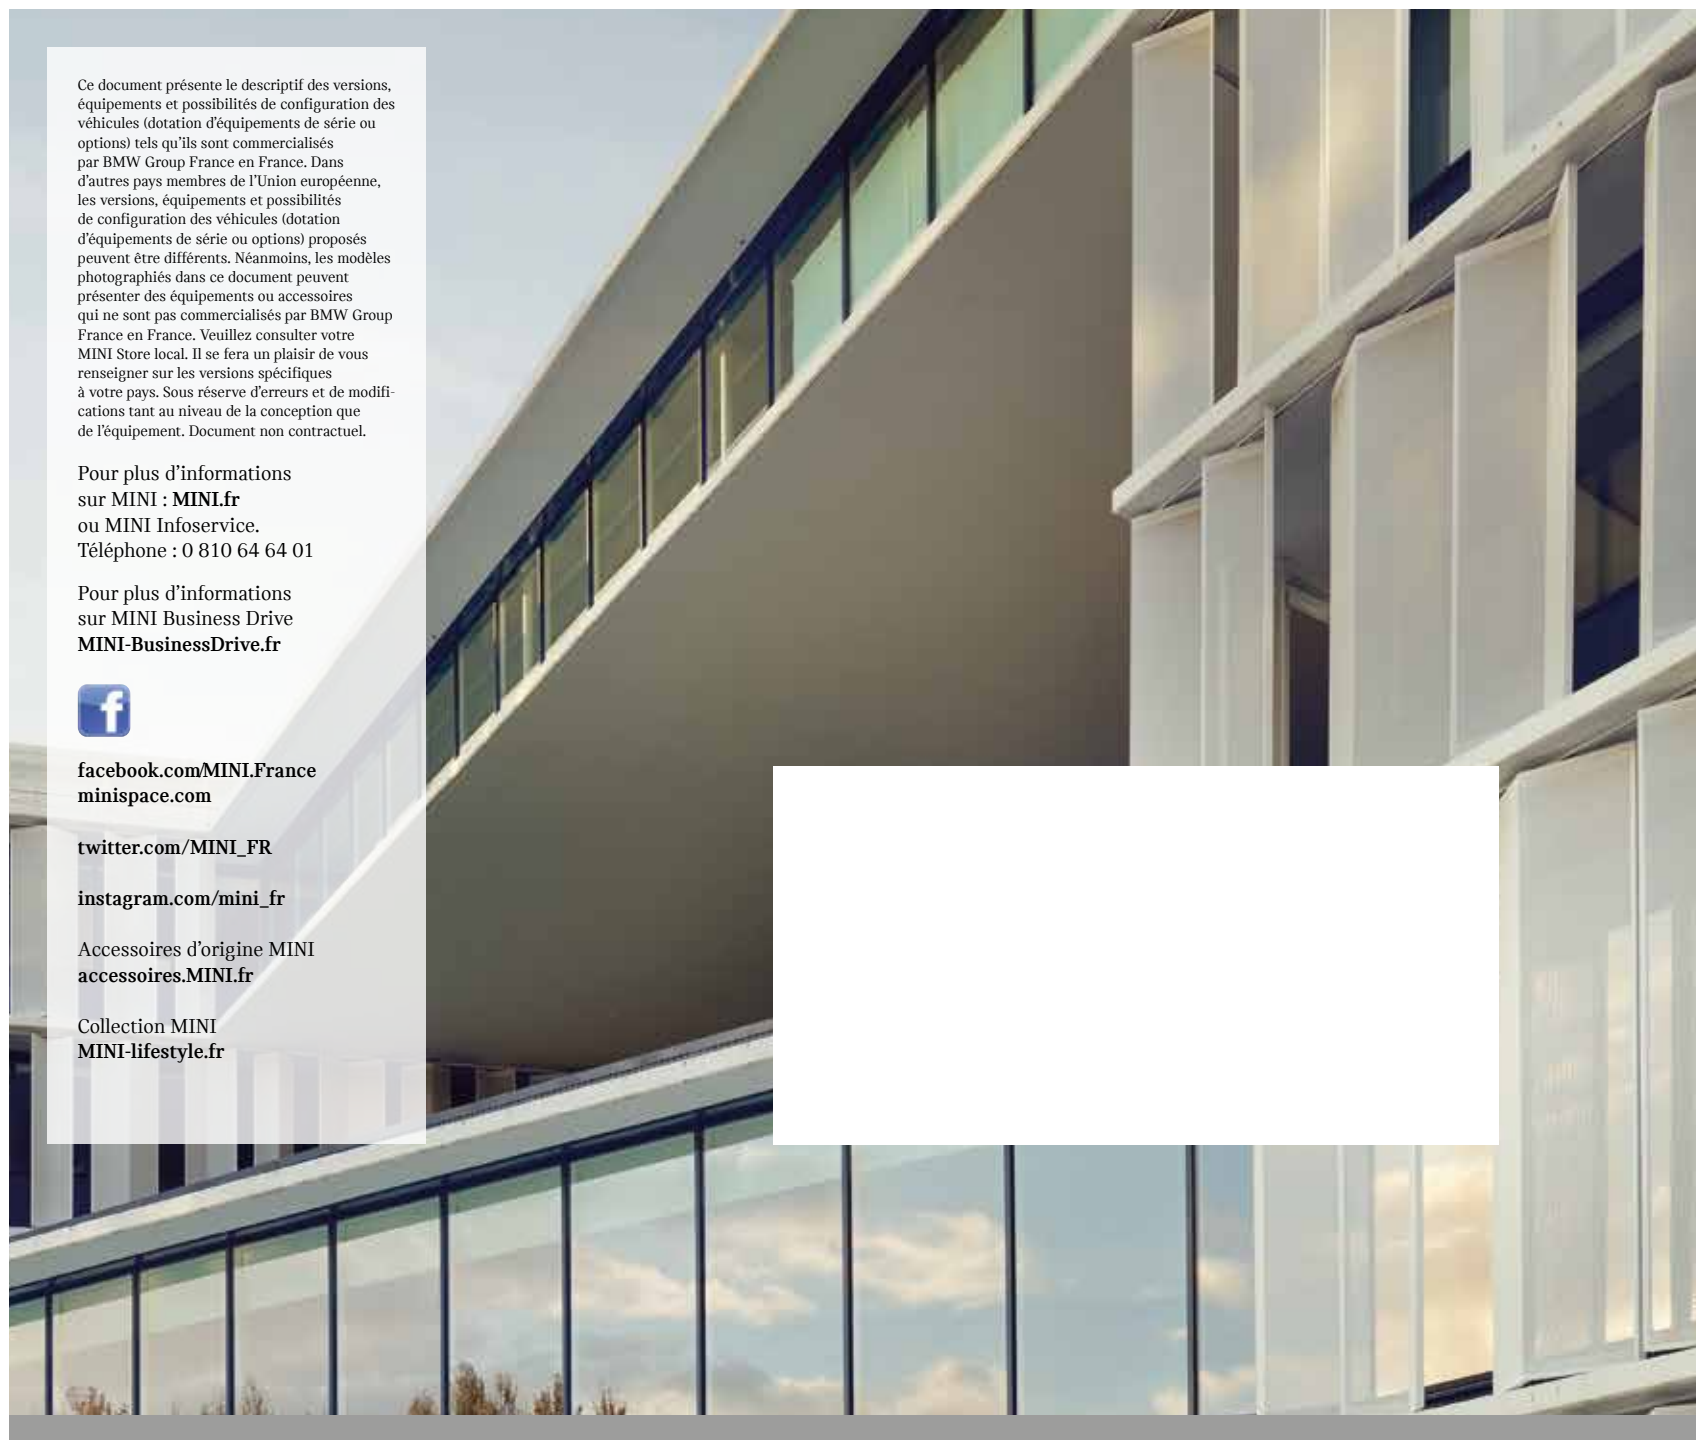 Ce document présente le descriptif des versions,
équipements et possibilités de configuration des
véhicules (dotation d'équipements de série ou
options) tels qu'ils sont commercialisés
par BMW Group France en France. Dans
d'autres pays membres de l'Union européenne,
les versions, équipements et possibilités
de configuration des véhicules (dotation
d'équipements de série ou options) proposés
peuvent être différents. Néanmoins, les modèles
photographiés dans ce document peuvent
présenter des équipements ou accessoires
qui ne sont pas commercialisés par BMW Group
France en France. Veuillez consulter votre
MINI Store local. Il se fera un plaisir de vous
renseigner sur les versions spécifiques
à votre pays. Sous réserve d'erreurs et de modifi-
cations tant au niveau de la conception que
de l'équipement. Document non contractuel.
Pour plus d'informations
sur MINI : MINI.fr
ou MINI Infoservice.
Téléphone : 0 810 64 64 01
Pour plus d'informations
sur MINI Business Drive
MINI-BusinessDrive.fr
f
facebook.com/MINI.France
minispace.com
twitter.com/MINI_FR
instagram.com/mini_fr
Accessoires d'origine MINI
accessoires.MINI.fr
Collection MINI
MINI-lifestyle.fr